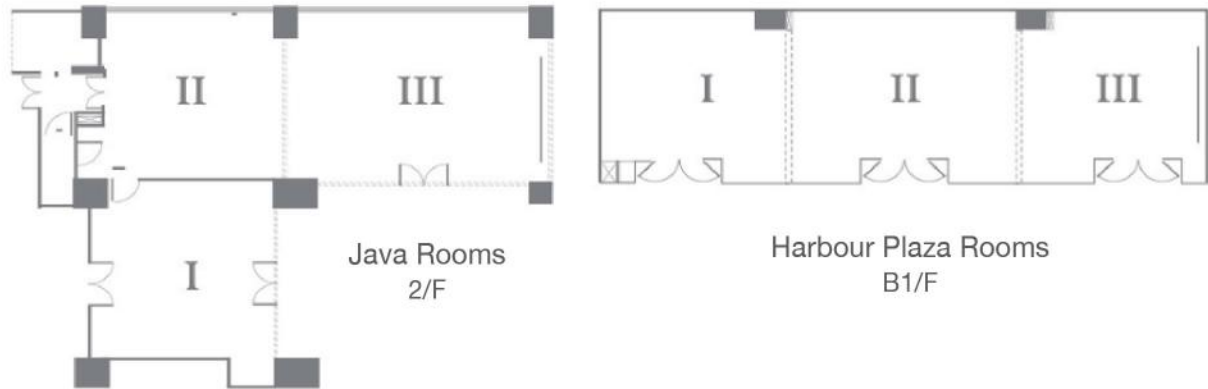 II
III
I
Java Rooms
2/F
I
II
III
Harbour Plaza Rooms
B1/F